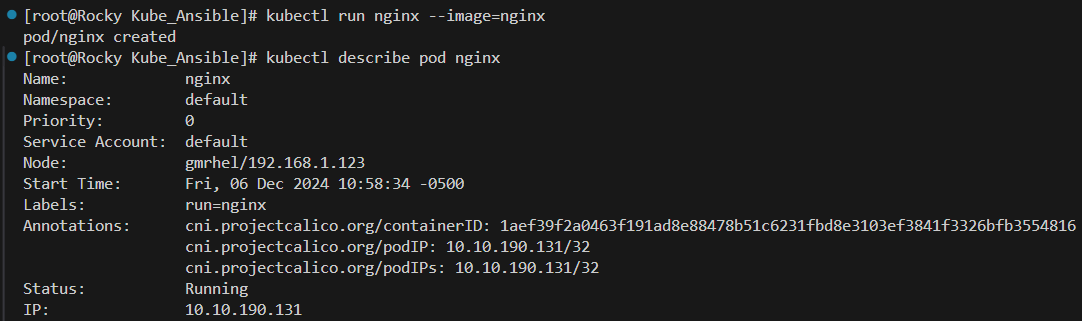 [root@Rocky Kube_Ansible]# kubectl run nginx --image=nginx
pod/nginx created
[root@Rocky Kube_Ansible]# kubectl describe pod nginx
Name:             nginx
Namespace:        default
Priority:         0
Service Account:  default
Node:             gmrhel/192.168.1.123
Start Time:       Fri, 06 Dec 2024 10:58:34 -0500
Labels:           run=nginx
Annotations:      cni.projectcalico.org/containerID: 1aef39f2a0463f191ad8e88478b51c6231fbd8e3103ef3841f3326bfb3554816
                  cni.projectcalico.org/podIP: 10.10.190.131/32
                  cni.projectcalico.org/podIPs: 10.10.190.131/32
Status:           Running
IP:               10.10.190.131